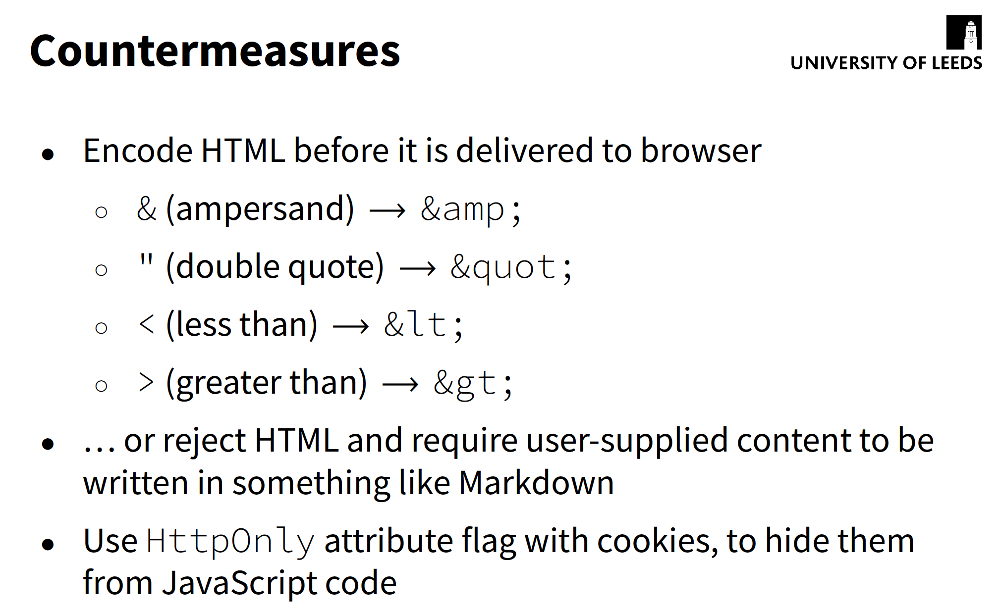 Countermeasures
UNIVERSITY OF LEEDS
● Encode HTML before it is delivered to browser
○ & (ampersand) ⟶ &amp;
○ " (double quote) ⟶ &quot;
○ < (less than) ⟶ &lt;
○ > (greater than) ⟶ &gt;
● … or reject HTML and require user-supplied content to be
written in something like Markdown
● Use HttpOnly attribute flag with cookies, to hide them
from JavaScript code